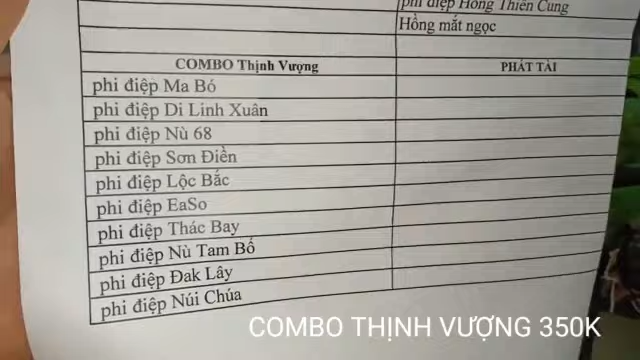 phi điệp Hồng Thiên Cung
Hồng mắt ngọc
COMBO Thịnh Vượng PHÁT TÀI
phi điệp Ma Bó
phi điệp Di Linh Xuân
phi điệp Nù 68
phi điệp Sơn Điền
phi điệp Lộc Bắc
phi điệp EaSo
phi điệp Thác Bay
phi điệp Nù Tam Bố
phi điệp Đak Lây
phi điệp Núi Chúa
COMBO THỊNH VƯỢNG 350K